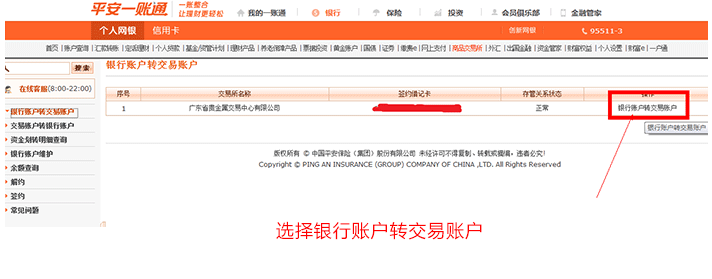 平安一账通
一账整合
让理财更轻松
我的一账通
银行
保险
投资
会员俱乐部
金融管家
个人网银
信用卡
信新网银
95511-3
首页|账户查询|汇款转账|定活理财|个人贷款|基金/资管计划|理财产品|养老保障产品|票据投资|黄金账户|国债|证券|缴费e|网上支付|商品交易所|外汇|出国金融|资金管家|财富权益|个人设置|财富e|一户通
搜索
在线客服(8:00-22:00)
银行账户转交易账户
交易账户转银行账户
资金划转明细查询
银行账户维护
余额查询
解约
签约
常见问题
银行账户转交易账户
序号 交易所名称 签约借记卡 存管关系状态 操作
1 广东省贵金属交易中心有限公司 正常 银行账户转交易账户
银行账户转交易账户
版权所有 © 中国平安保险（集团）股份有限公司 未经许可不得复制、转载或摘编，违者必究!
Copyright © PING AN INSURANCE (GROUP) COMPANY OF CHINA ,LTD. All Rights Reserved
选择银行账户转交易账户